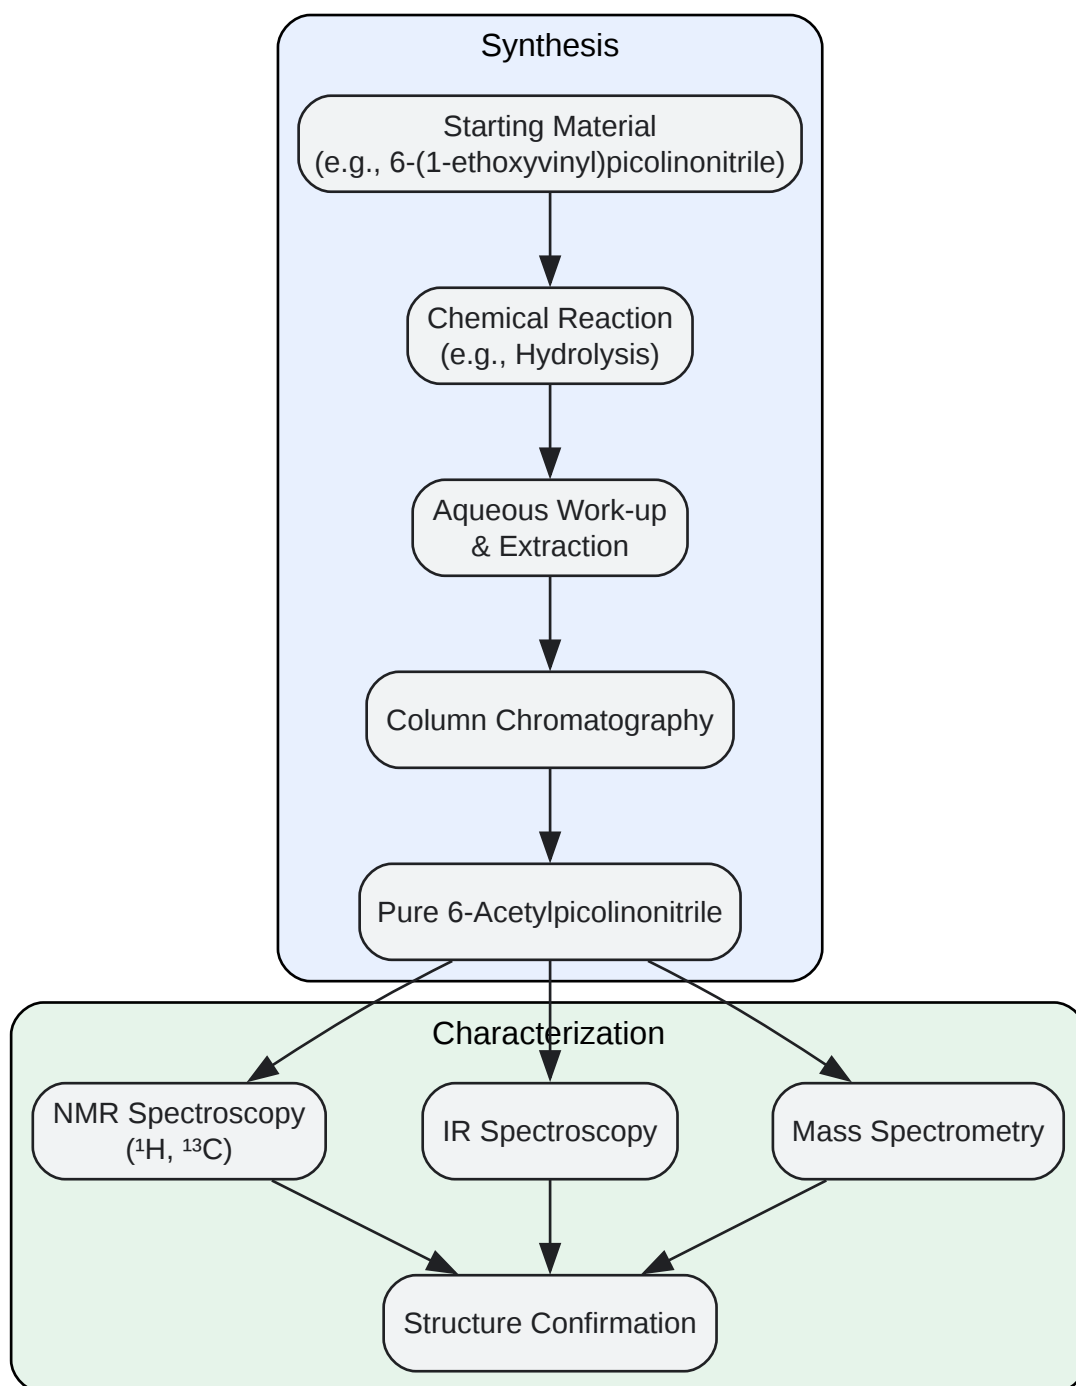 Synthesis
Starting Material
(e.g., 6-(1-ethoxyvinyl)picolinonitrile)
Chemical Reaction
(e.g., Hydrolysis)
Aqueous Work-up
& Extraction
Column Chromatography
Pure 6-Acetylpicolinonitrile
Characterization
NMR Spectroscopy
(¹H, ¹³C)
IR Spectroscopy
Mass Spectrometry
Structure Confirmation